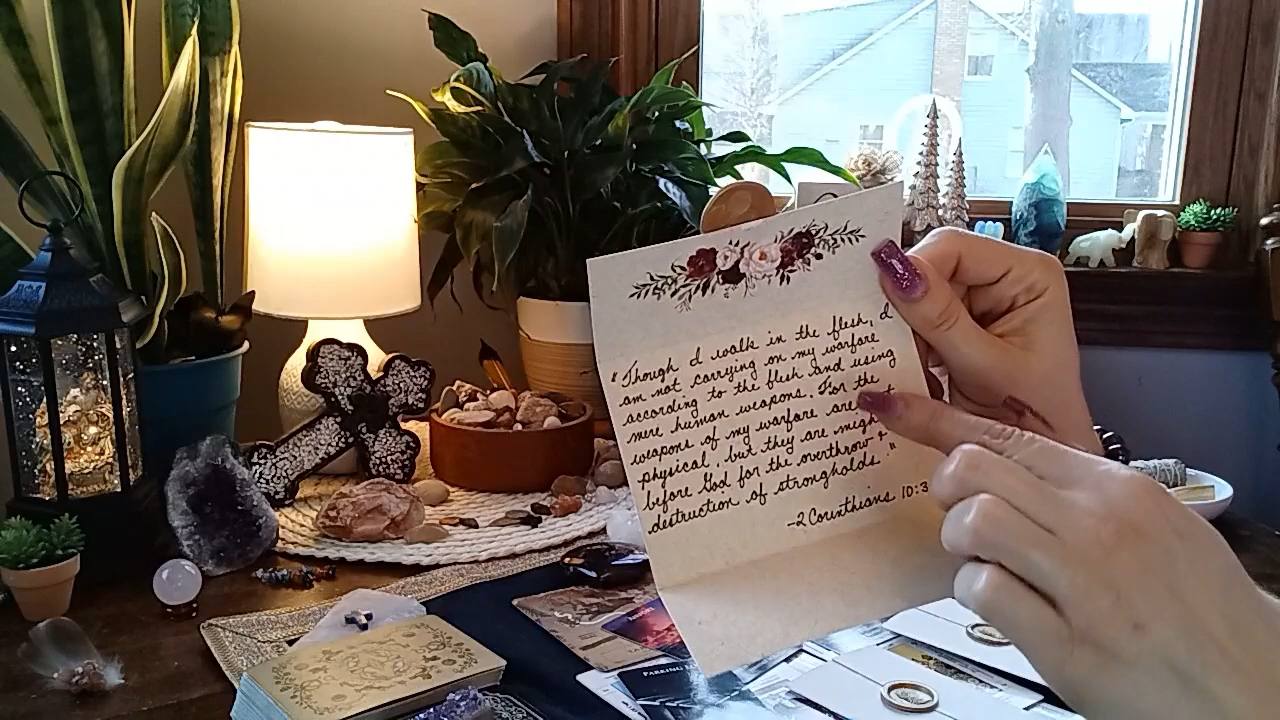 "Though I walk in the flesh, I
am not carrying on my warfare
according to the flesh and using
mere human weapons. For the
weapons of my warfare are
physical, but they are
before God for the overthrow +
destruction of strongholds."
-2 Corinthians 10:3
PARKING